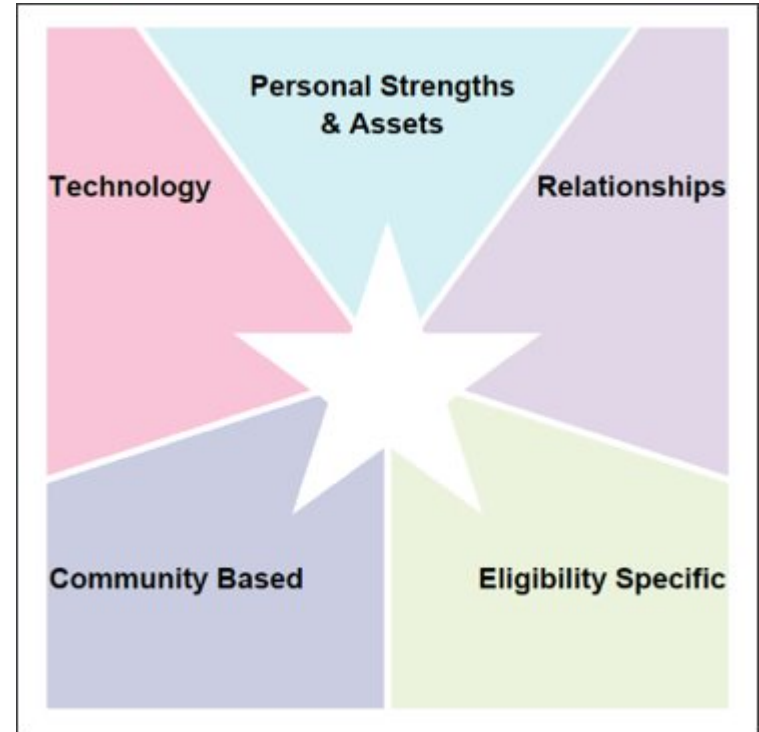 Personal Strengths
& Assets
Technology
Relationships
Community Based
Eligibility Specific